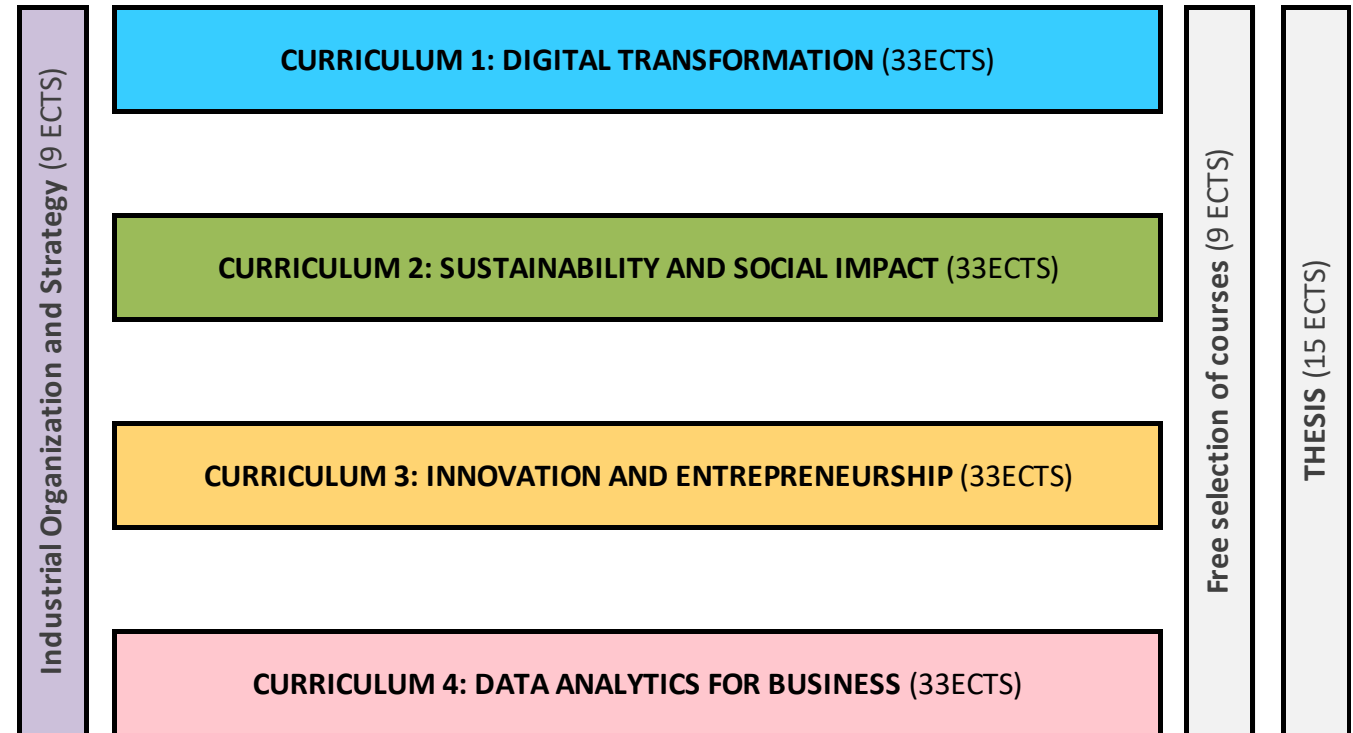 Industrial Organization and Strategy (9 ECTS)
CURRICULUM 1: DIGITAL TRANSFORMATION (33ECTS)
CURRICULUM 2: SUSTAINABILITY AND SOCIAL IMPACT (33ECTS)
CURRICULUM 3: INNOVATION AND ENTREPRENEURSHIP (33ECTS)
CURRICULUM 4: DATA ANALYTICS FOR BUSINESS (33ECTS)
Free selection of courses (9 ECTS)
THESIS (15 ECTS)